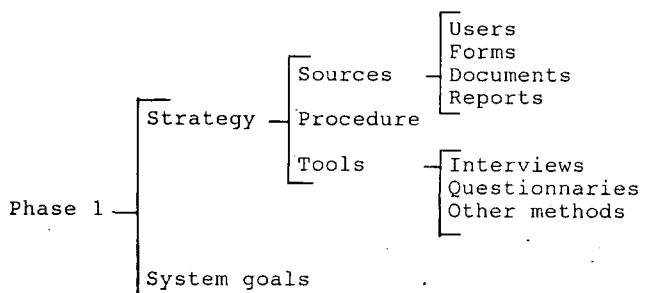 Users
Forms
Sources Documents
Reports
Strategy Procedure
Tools Interviews
Questionnaries
Phase 1 Other methods
System goals